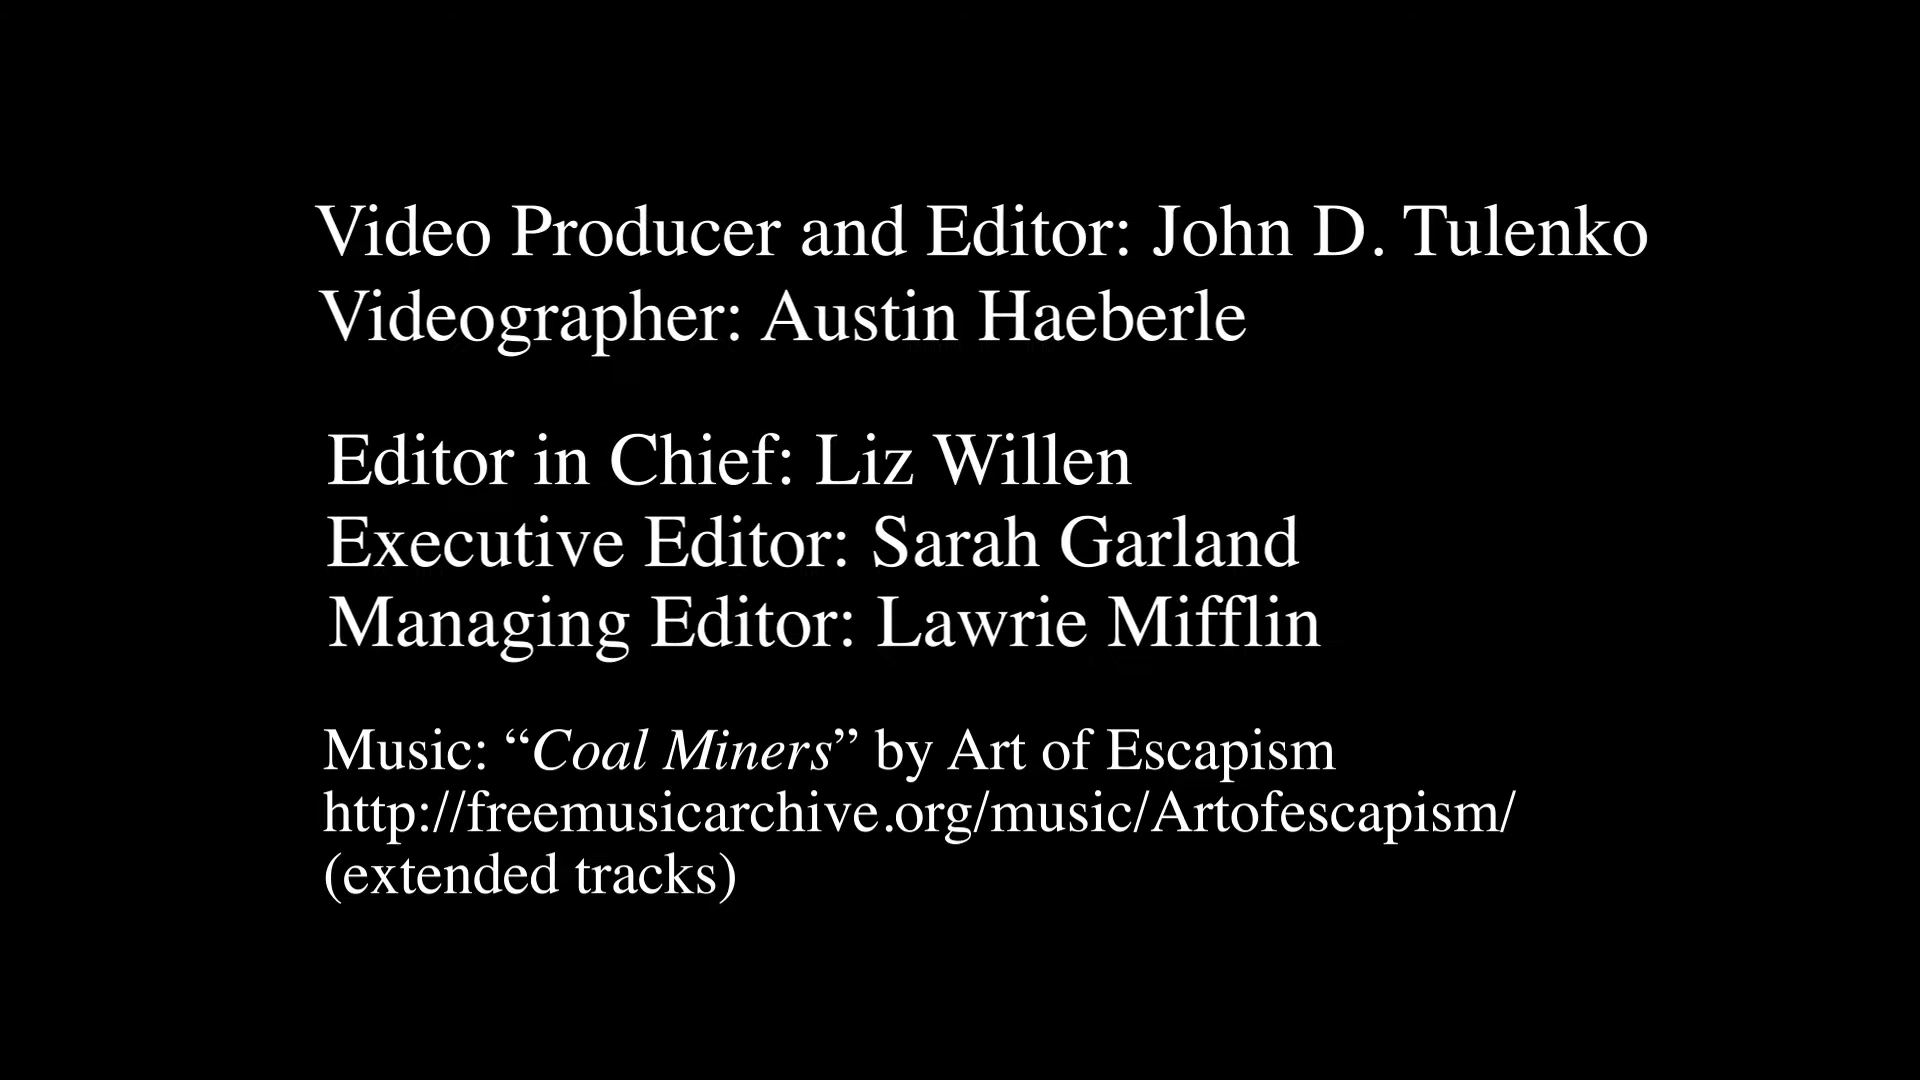 Video Producer and Editor: John D. Tulenko
Videographer: Austin Haeberle
Editor in Chief: Liz Willen
Executive Editor: Sarah Garland
Managing Editor: Lawrie Mifflin
Music: “Coal Miners” by Art of Escapism
http://freemusicarchive.org/music/Artofescapism/
(extended tracks)